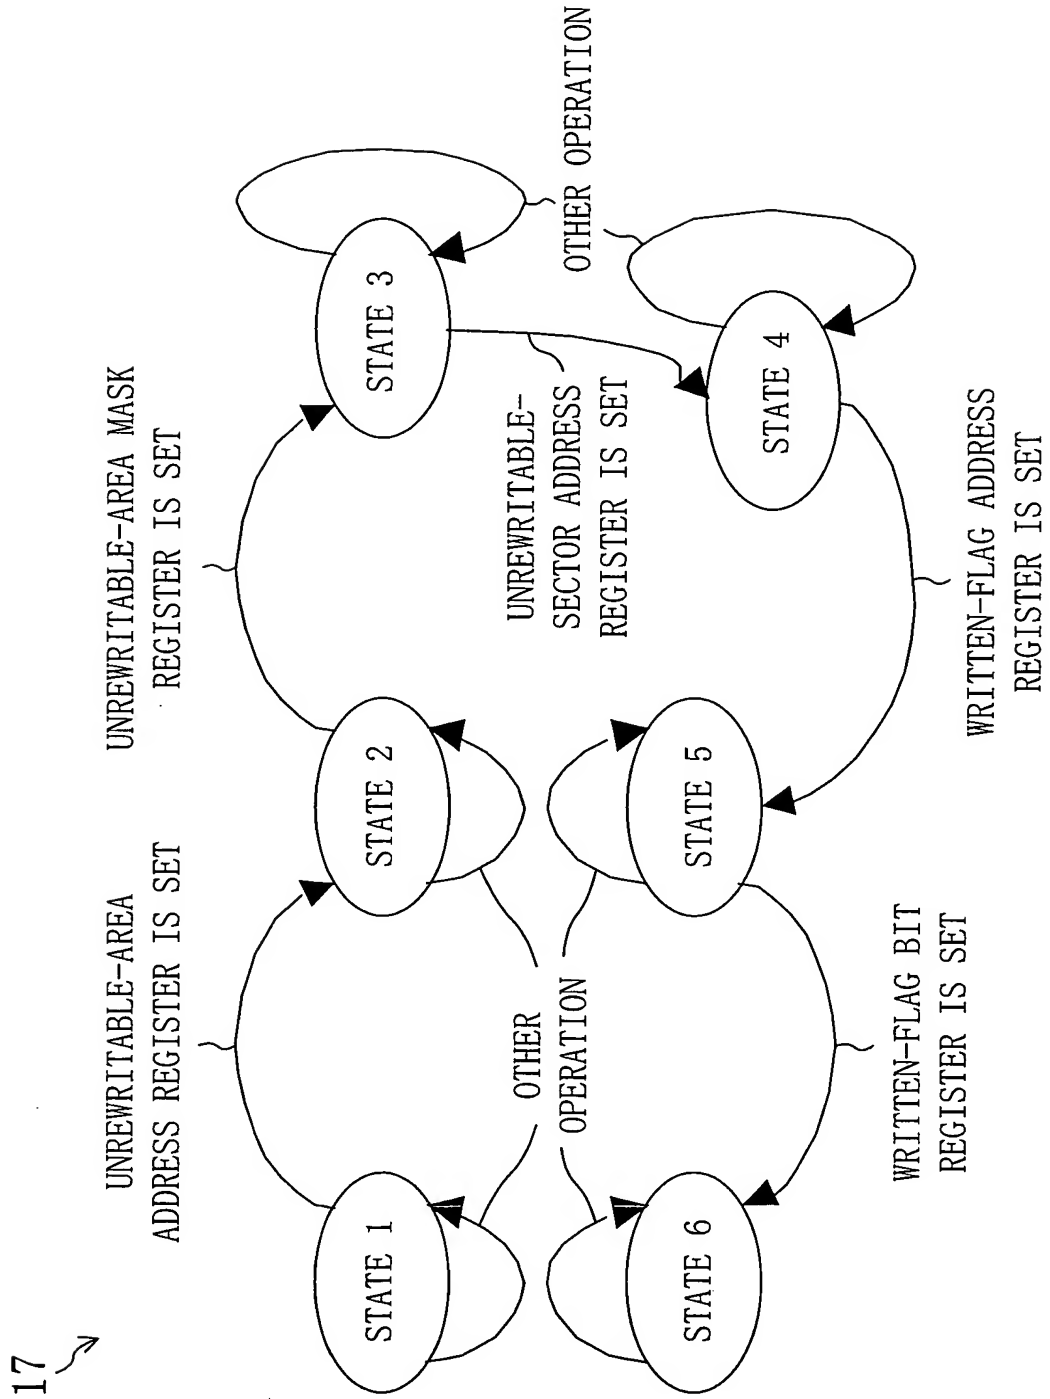 17
UNREWRITABLE-AREA
ADDRESS REGISTER IS SET
UNREWRITABLE-AREA MASK
REGISTER IS SET
STATE 1
STATE 2
STATE 3
OTHER
OPERATION
UNREWRITABLE-
SECTOR ADDRESS
REGISTER IS SET
OTHER OPERATION
STATE 6
STATE 5
STATE 4
WRITTEN-FLAG BIT
REGISTER IS SET
WRITTEN-FLAG ADDRESS
REGISTER IS SET